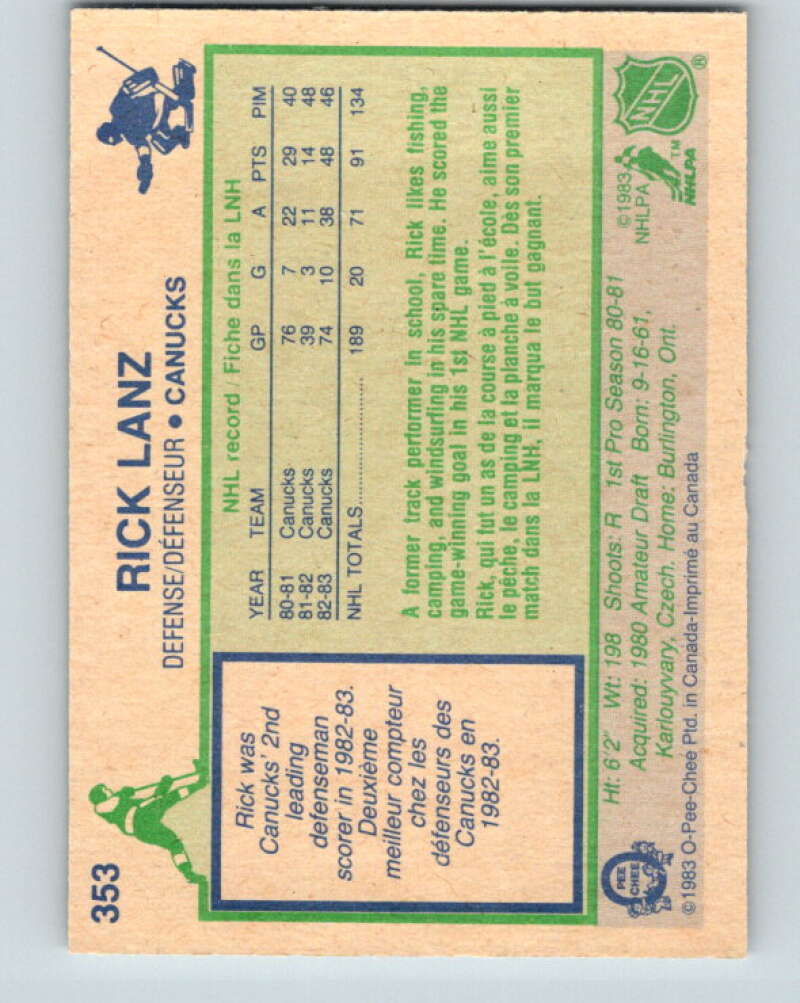 353
RICK LANZ
DEFENSE/DÉFENSEUR • CANUCKS
Rick was
Canucks' 2nd
leading
defenseman
scorer in 1982-83.
Deuxième
meilleur compteur
chez les
défenseurs des
Canucks en
1982-83.
NHL record / Fiche dans la LNH
YEAR TEAM GP G A PTS PIM
80-81 Canucks 76 7 22 29 40
81-82 Canucks 39 3 11 14 48
82-83 Canucks 74 10 38 48 46
NHL TOTALS 189 20 71 91 134
A former track performer in school, Rick likes fishing,
camping, and windsurfing in his spare time. He scored the
game-winning goal in his 1st NHL game.
Rick, qui fut un as de la course à pied à l'école, aime aussi
le pêche, le camping et la planche à voile. Dès son premier
match dans la LNH, il marqua le but gagnant.
Ht: 6'2" Wt: 198 Shoots: R 1st Pro Season 80-81
Acquired: 1980 Amateur Draft Born: 9-16-61,
Karlouyvary, Czech. Home: Burlington, Ont.
©1983 O-Pee-Chee Ptd. in Canada-Imprimé au Canada
PEE
CHEE
©1983
NHLPA
NHL
®
TM
NHLPA